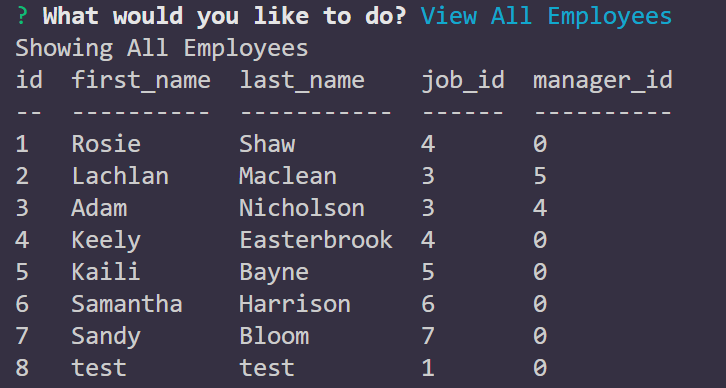 ? What would you like to do? View All Employees
Showing All Employees
id  first_name  last_name    job_id  manager_id
--  ----------  -----------  ------  ----------
1   Rosie       Shaw         4       0
2   Lachlan     Maclean      3       5
3   Adam        Nicholson    3       4
4   Keely       Easterbrook  4       0
5   Kaili       Bayne        5       0
6   Samantha    Harrison     6       0
7   Sandy       Bloom        7       0
8   test        test         1       0